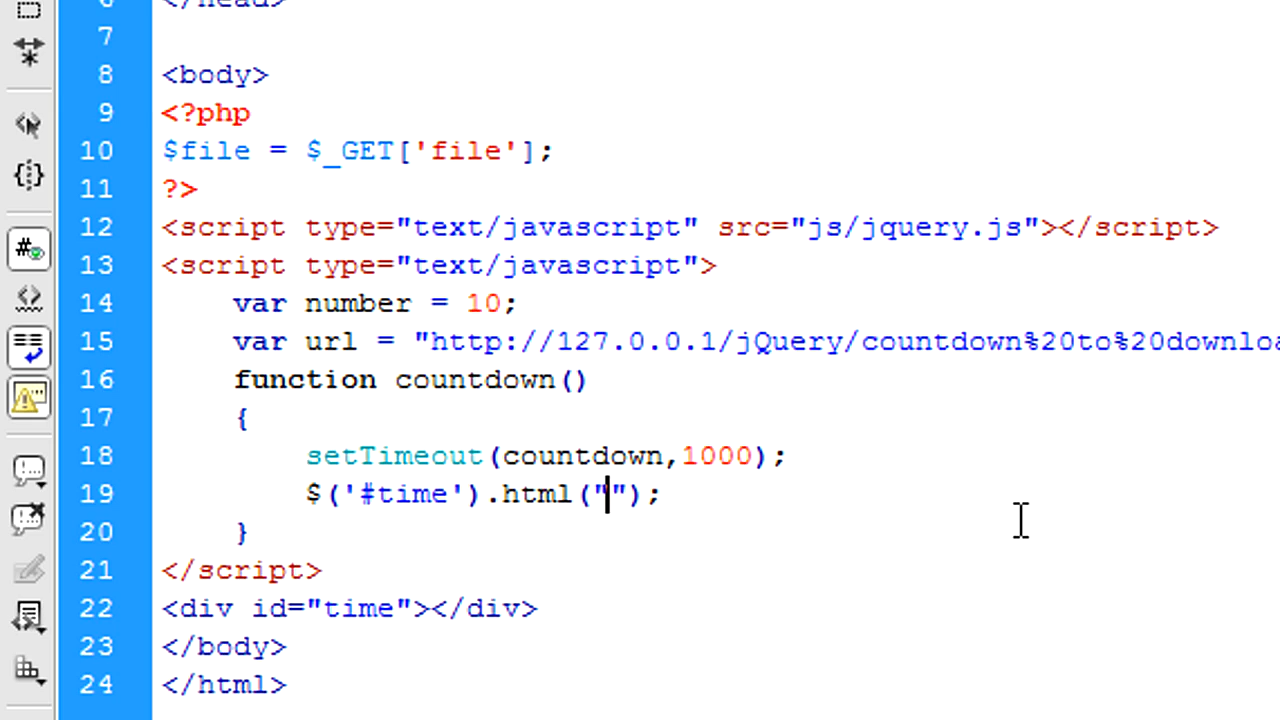 6 </head>
7
8 <body>
9 <?php
10 $file = $_GET['file'];
11 ?>
12 <script type="text/javascript" src="js/jquery.js"></script>
13 <script type="text/javascript">
14 var number = 10;
15 var url = "http://127.0.0.1/jQuery/countdown%20to%20downloa
16 function countdown()
17 {
18 setTimeout(countdown,1000);
19 $('#time').html("");
20 }
21 </script>
22 <div id="time"></div>
23 </body>
24 </html>